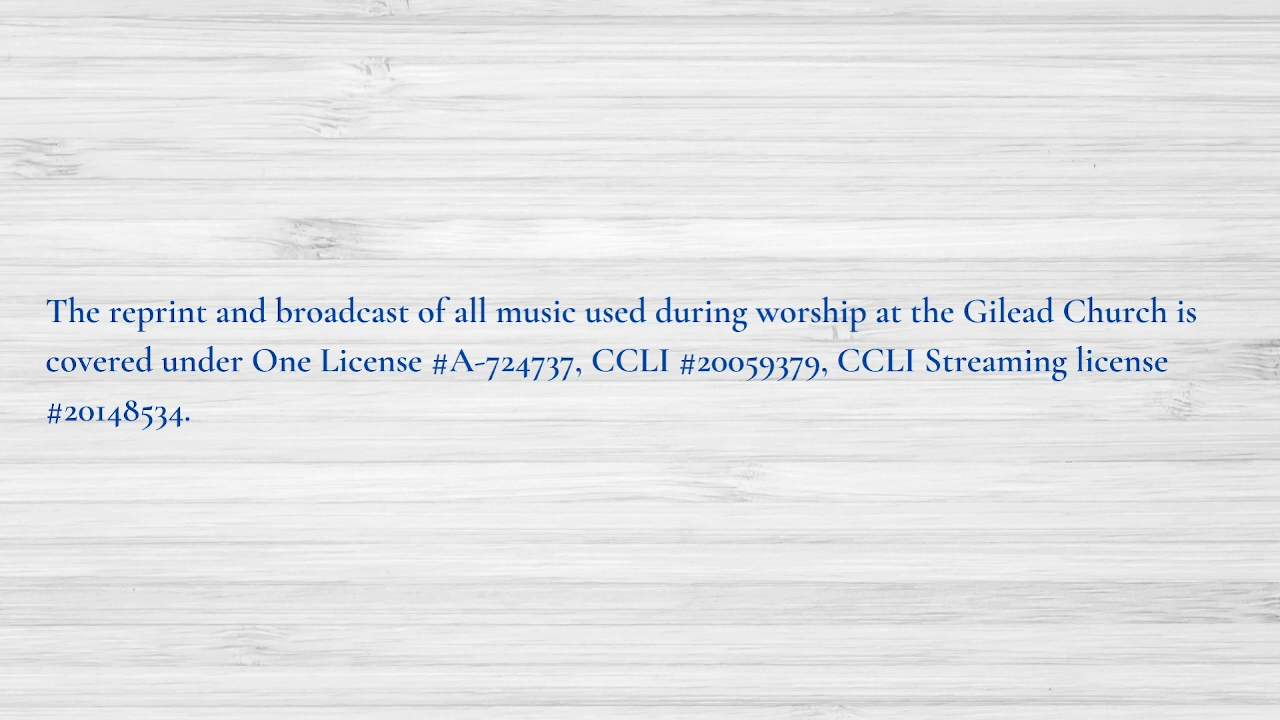 The reprint and broadcast of all music used during worship at the Gilead Church is
covered under One License #A-724737, CCLI #20059379, CCLI Streaming license
#20148534.